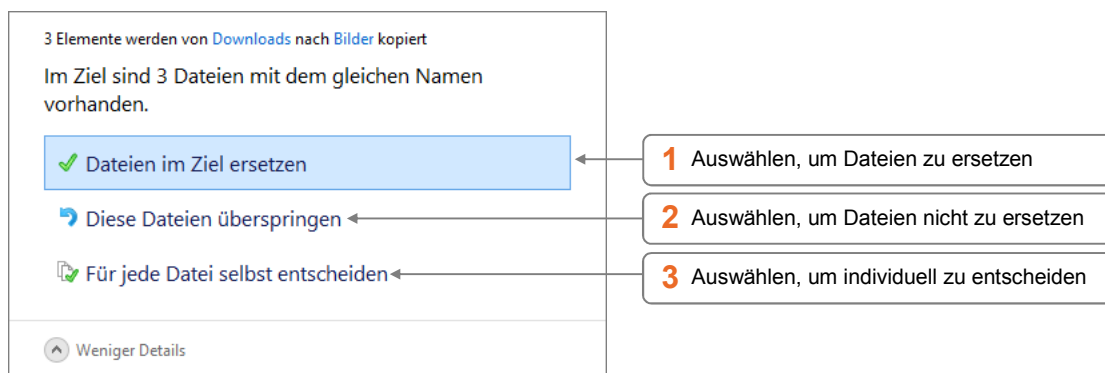 3 Elemente werden von Downloads nach Bilder kopiert
Im Ziel sind 3 Dateien mit dem gleichen Namen
vorhanden.
Dateien im Ziel ersetzen
1 Auswählen, um Dateien zu ersetzen
Diese Dateien überspringen
2 Auswählen, um Dateien nicht zu ersetzen
Für jede Datei selbst entscheiden
3 Auswählen, um individuell zu entscheiden
Weniger Details